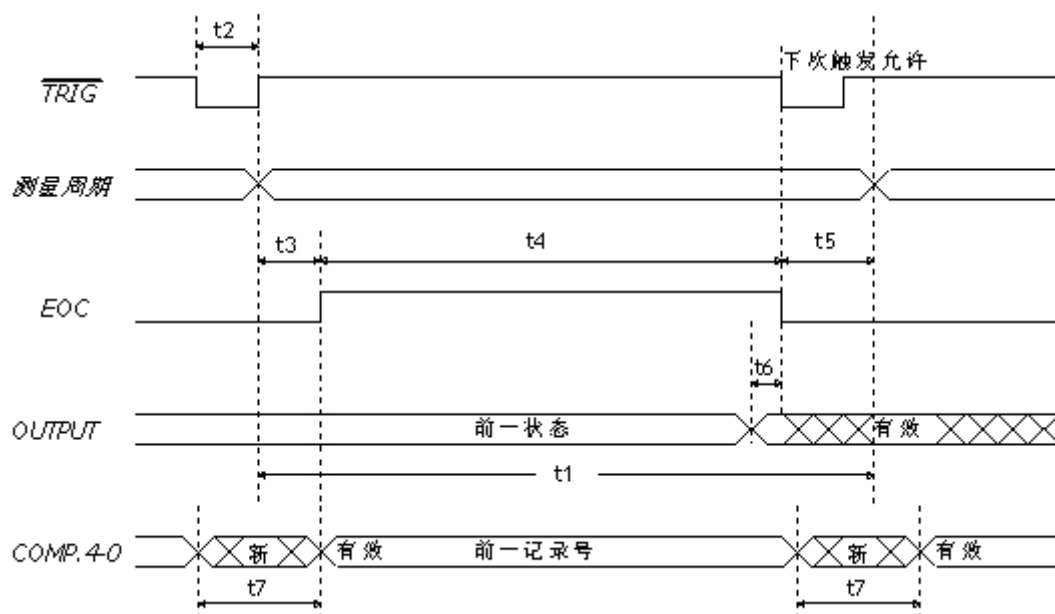 t2
下次触发允许
TRIG
测量周期
t3
t4
t5
EOC
t6
OUTPUT
前一状态
有效
t1
COMP.4-0
新
有效
前一记录号
新
有效
t7
t7